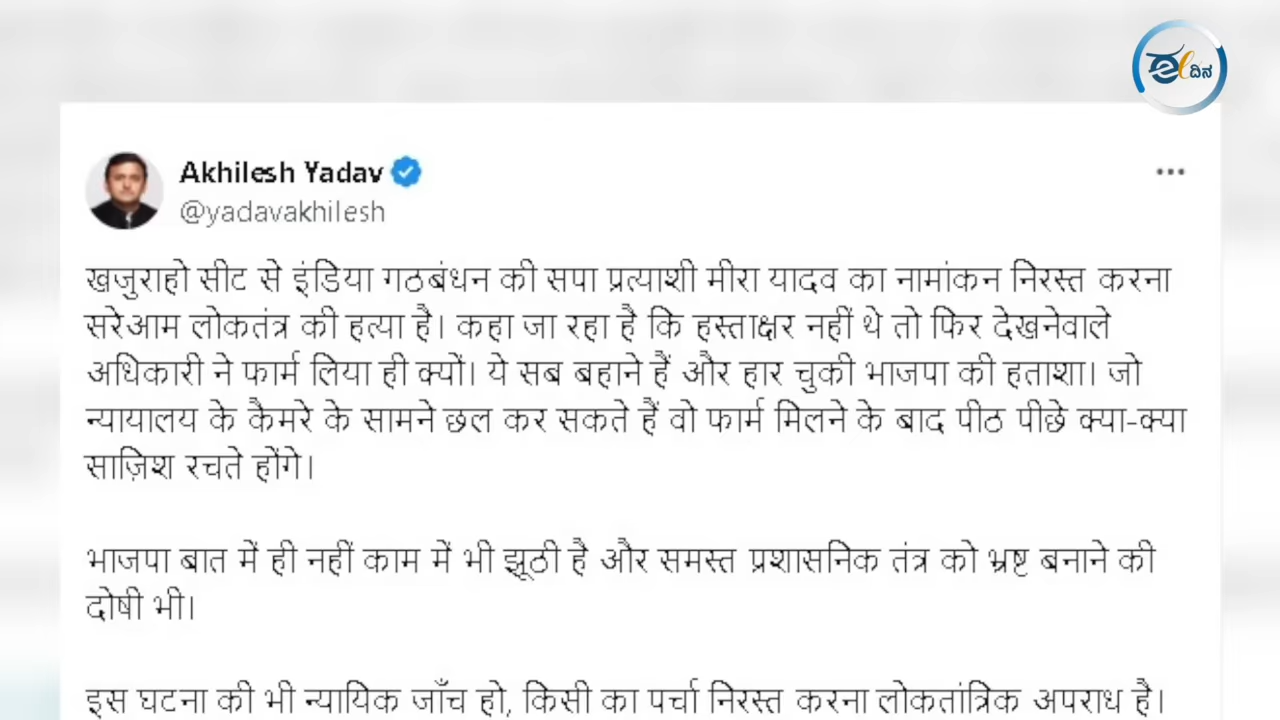 eleದಿನ
Akhilesh Yadav
@yadavakhilesh
खजुराहो सीट से इंडिया गठबंधन की सपा प्रत्याशी मीरा यादव का नामांकन निरस्त करना
सरेआम लोकतंत्र की हत्या है। कहा जा रहा है कि हस्ताक्षर नहीं थे तो फिर देखनेवाले
अधिकारी ने फार्म लिया ही क्यों। ये सब बहाने हैं और हार चुकी भाजपा की हताशा। जो
न्यायालय के कैमरे के सामने छल कर सकते हैं वो फार्म मिलने के बाद पीठ पीछे क्या-क्या
साज़िश रचते होंगे।
भाजपा बात में ही नहीं काम में भी झूठी है और समस्त प्रशासनिक तंत्र को भ्रष्ट बनाने की
दोषी भी।
इस घटना की भी न्यायिक जाँच हो, किसी का पर्चा निरस्त करना लोकतांत्रिक अपराध है।